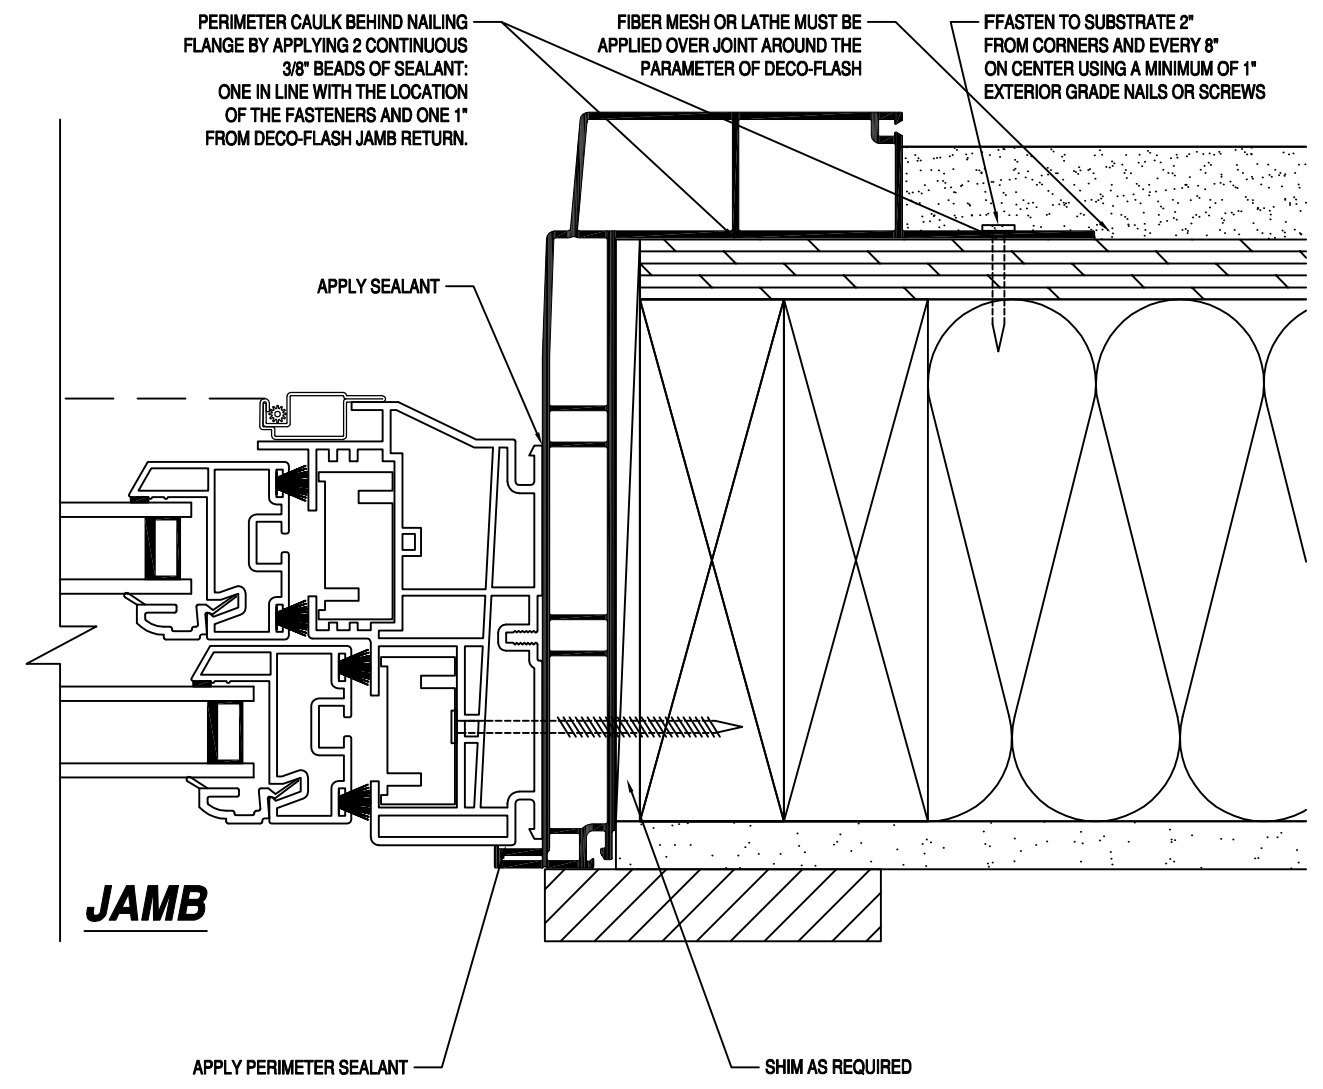 PERIMETER CAULK BEHIND NAILING
FLANGE BY APPLYING 2 CONTINUOUS
3/8" BEADS OF SEALANT:
ONE IN LINE WITH THE LOCATION
OF THE FASTENERS AND ONE 1"
FROM DECO-FLASH JAMB RETURN.
FIBER MESH OR LATHE MUST BE
APPLIED OVER JOINT AROUND THE
PARAMETER OF DECO-FLASH
FFASTEN TO SUBSTRATE 2"
FROM CORNERS AND EVERY 8"
ON CENTER USING A MINIMUM OF 1"
EXTERIOR GRADE NAILS OR SCREWS
APPLY SEALANT
JAMB
APPLY PERIMETER SEALANT
SHIM AS REQUIRED